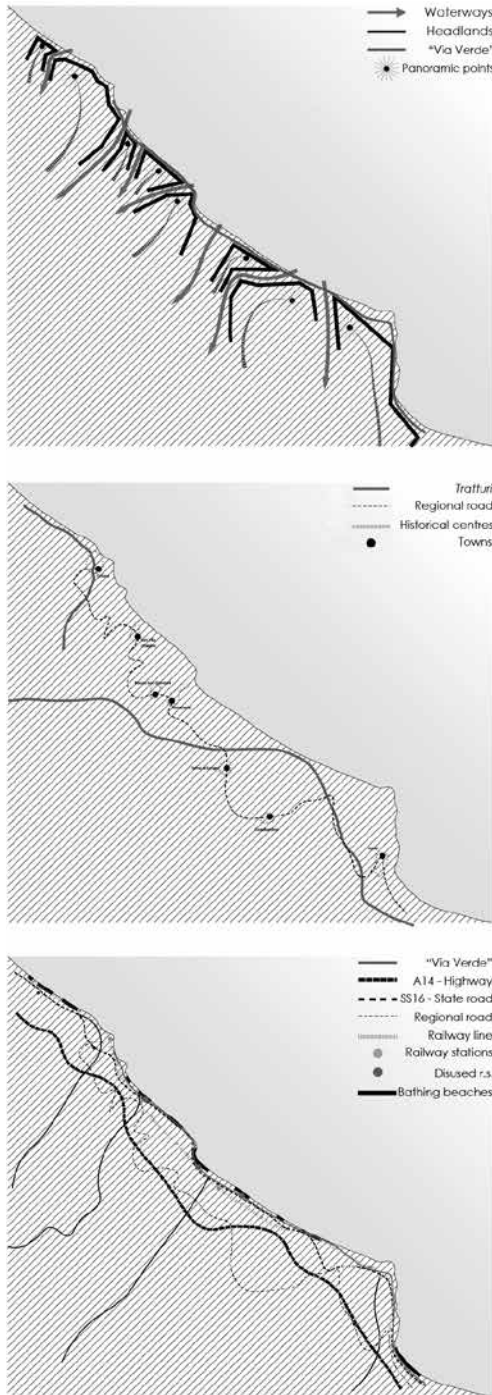 Waterways
Headlands
"Via Verde"
Panoramic points
Tratturi
Regional road
Historical centres
Towns
"Via Verde"
A14 - Highway
SS16 - State road
Regional road
Railway line
Railway stations
Disused r.s.
Bathing beaches